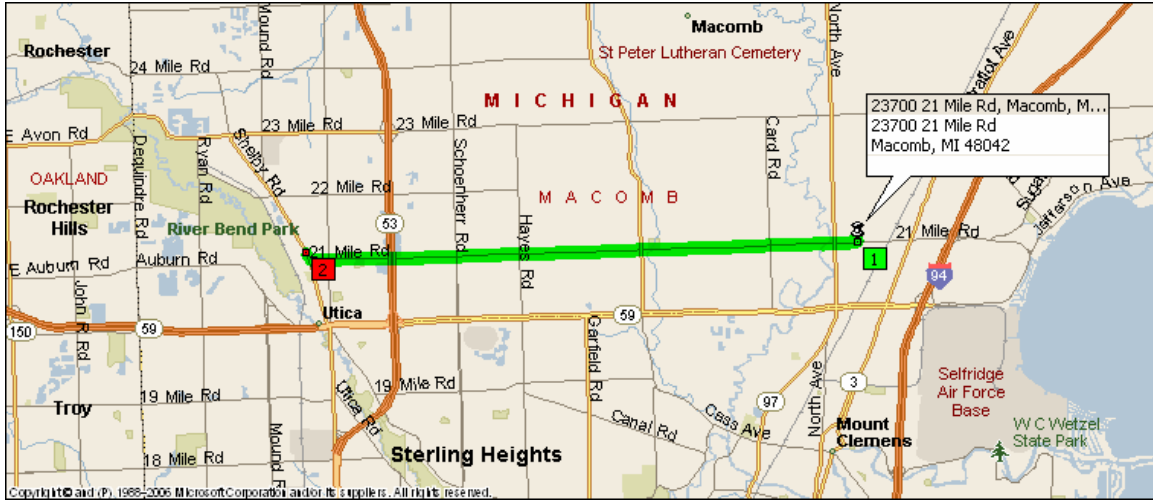 Rochester
24 Mile Rd
Mound Rd
Macomb
St Peter Lutheran Cemetery
North Ave
MICHIGAN
23700 21 Mile Rd, Macomb, M...
23700 21 Mile Rd
Macomb, MI 48042
E Avon Rd
23 Mile Rd
23 Mile Rd
Shelby Rd
Dequindre Rd
Ryan Rd
Schoenherr Rd
Card Rd
OAKLAND
22 Mile Rd
MACOMB
Rochester
Hills
River Bend Park
53
Hayes Rd
Jefferson Ave
21 Mile Rd
21 Mile Rd
2
1
E Auburn Rd
Auburn Rd
94
John R Rd
Utica
150
59
59
Garfield Rd
19 Mile Rd
19 Mile Rd
Utica Rd
North Ave
3
Selfridge
Air Force
Base
Troy
97
Cass Ave
Canal Rd
Mount
Clemens
W C Wetzel
State Park
Mound Rd
18 Mile Rd
Sterling Heights
Copyright © and (P), 1988-2006 Microsoft Corporation and/or its suppliers. All rights reserved.